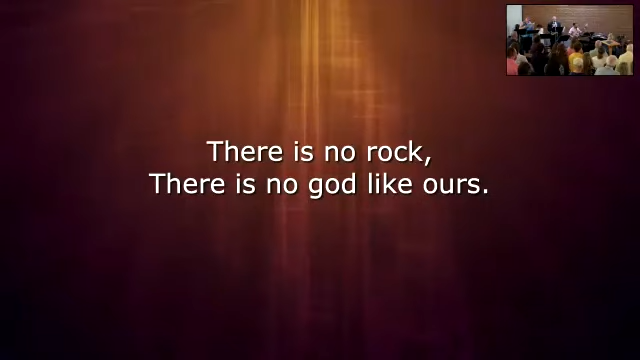 There is no rock,
There is no god like ours.